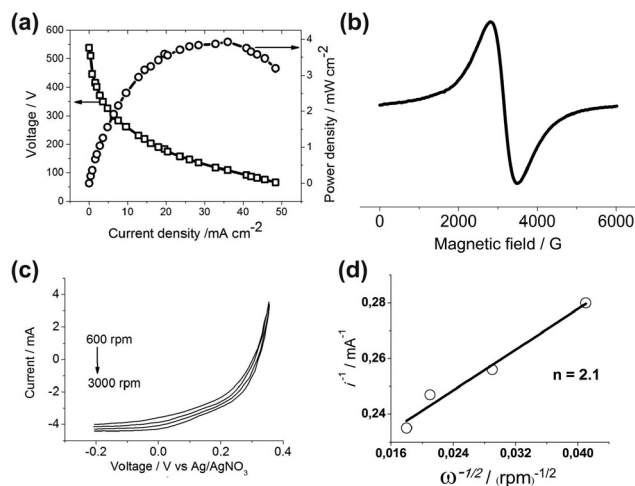 (a)
600
500
400
300
200
100
0
Voltage / V
0 10 20 30 40 50
Current density /mA cm-2
4
3
2
1
0
Power density / mW cm-2
(b)
0 2000 4000 6000
Magnetic field / G
(c)
4
2
0
-2
-4
Current / mA
600 rpm
3000 rpm
-0.2 0.0 0.2 0.4
Voltage / V vs Ag/AgNO3
(d)
0,28
0,26
0,24
i-1 / mA-1
n = 2.1
0,016 0,024 0,032 0,040
ω-1/2 / (rpm)-1/2